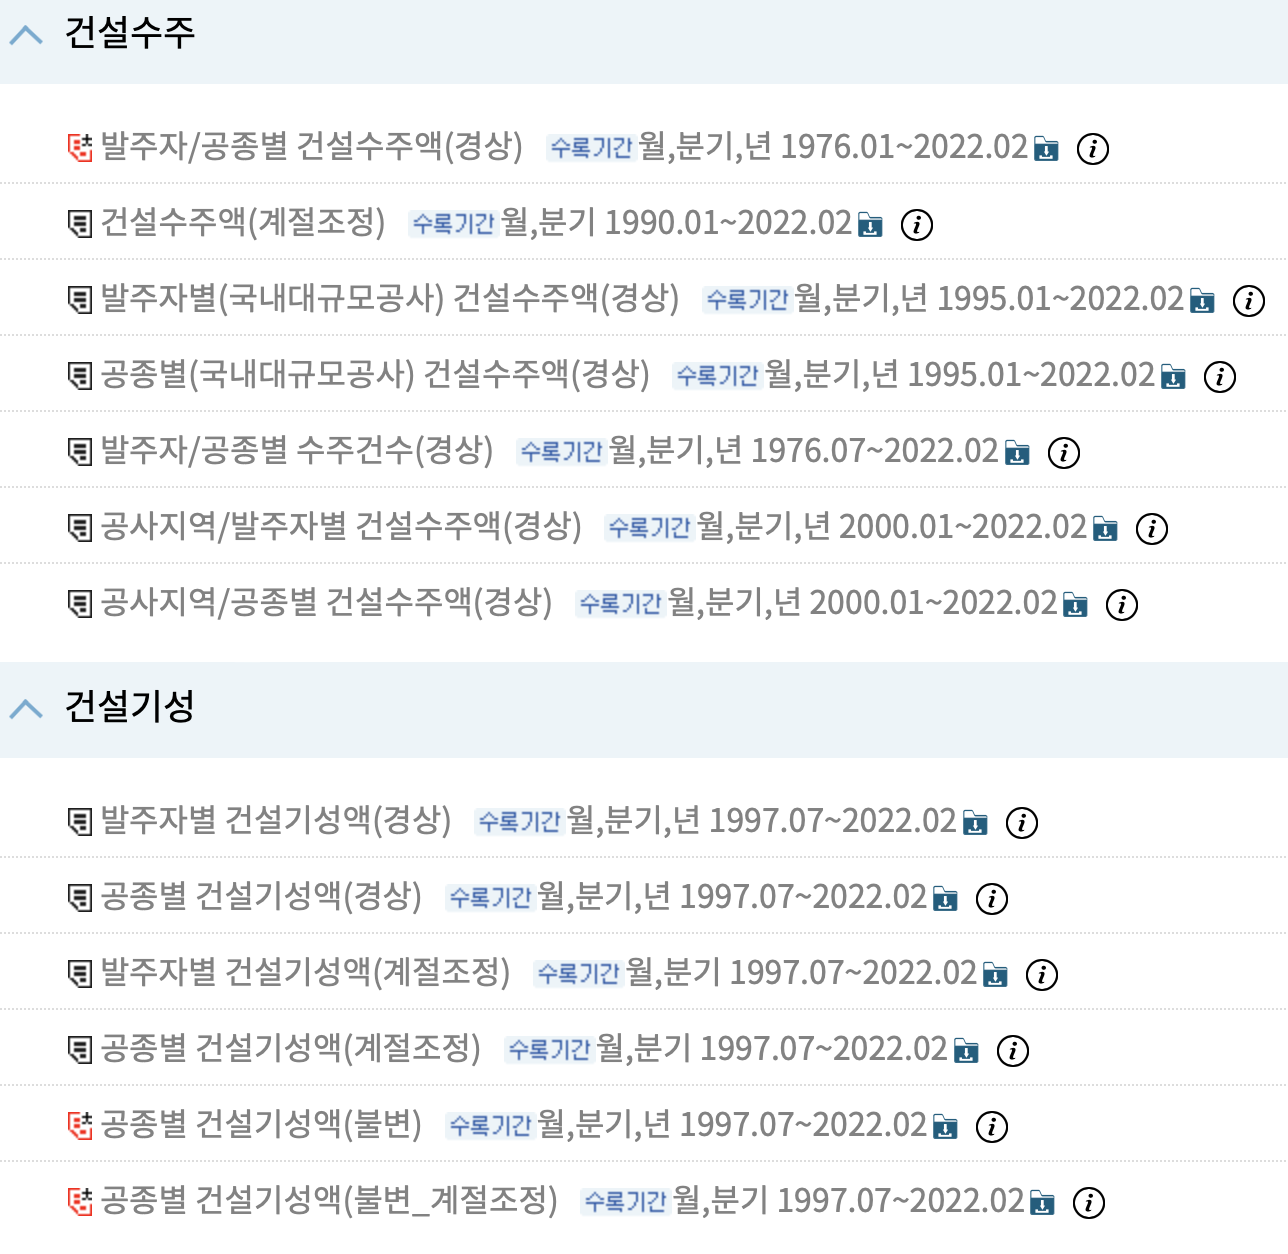 건설수주
발주자/공종별 건설수주액(경상) 수록기간 월,분기,년 1976.01~2022.02
건설수주액(계절조정) 수록기간 월,분기 1990.01~2022.02
발주자별(국내대규모공사) 건설수주액(경상) 수록기간 월,분기,년 1995.01~2022.02
공종별(국내대규모공사) 건설수주액(경상) 수록기간 월,분기,년 1995.01~2022.02
발주자/공종별 수주건수(경상) 수록기간 월,분기,년 1976.07~2022.02
공사지역/발주자별 건설수주액(경상) 수록기간 월,분기,년 2000.01~2022.02
공사지역/공종별 건설수주액(경상) 수록기간 월,분기,년 2000.01~2022.02
건설기성
발주자별 건설기성액(경상) 수록기간 월,분기,년 1997.07~2022.02
공종별 건설기성액(경상) 수록기간 월,분기,년 1997.07~2022.02
발주자별 건설기성액(계절조정) 수록기간 월,분기 1997.07~2022.02
공종별 건설기성액(계절조정) 수록기간 월,분기 1997.07~2022.02
공종별 건설기성액(불변) 수록기간 월,분기,년 1997.07~2022.02
공종별 건설기성액(불변_계절조정) 수록기간 월,분기 1997.07~2022.02